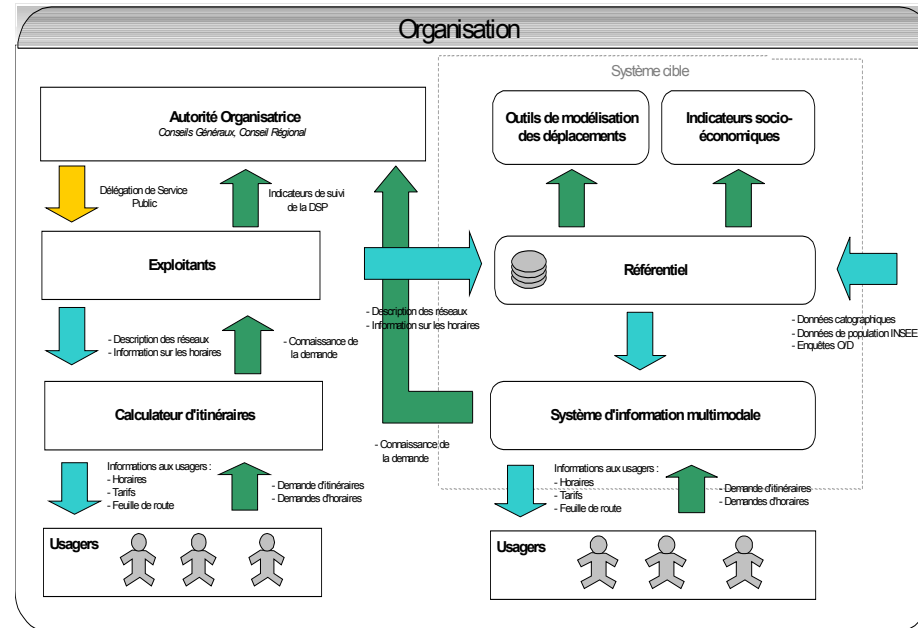 Organisation
Système cible
Autorité Organisatrice
Conseils Généraux, Conseil Régional
Outils de modélisation
des déplacements
Indicateurs socio-
économiques
Délégation de Service
Public
Indicateurs de suivi
de la DSP
Exploitants
Référentiel
- Description des réseaux
- Information sur les horaires
- Données catographiques
- Données de population INSEE
- Enquêtes O/D
- Description des réseaux
- Information sur les horaires
- Connaissance de
la demande
Calculateur d'itinéraires
Système d'information multimodale
- Connaissance de
la demande
Informations aux usagers :
- Horaires
- Tarifs
- Feuille de route
- Demande d'itinéraires
- Demandes d'horaires
Informations aux usagers :
- Horaires
- Tarifs
- Feuille de route
- Demande d'itinéraires
- Demandes d'horaires
Usagers
Usagers